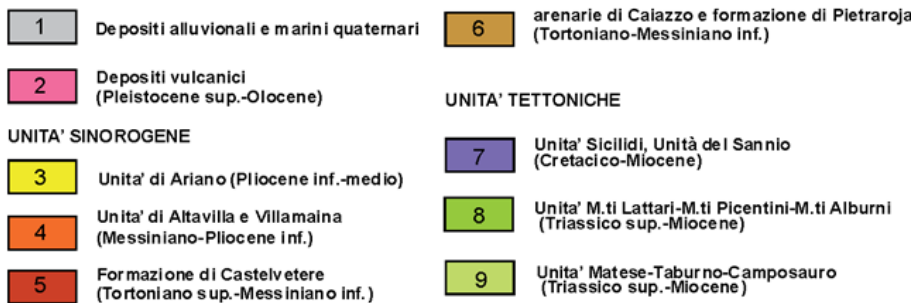 1
Depositi alluvionali e marini quaternari
2
Depositi vulcanici
(Pleistocene sup.-Olocene)
UNITA' SINOROGENE
3
Unita' di Ariano (Pliocene inf.-medio)
4
Unita' di Altavilla e Villamaina
(Messiniano-Pliocene inf.)
5
Formazione di Castelvetere
(Tortoniano sup.-Messiniano inf.)
6
arenarie di Caiazzo e formazione di Pietraroja
(Tortoniano-Messiniano inf.)
UNITA' TETTONICHE
7
Unita' Sicilidi, Unità del Sannio
(Cretacico-Miocene)
8
Unita' M.ti Lattari-M.ti Picentini-M.ti Alburni
(Triassico sup.-Miocene)
9
Unita' Matese-Taburno-Camposauro
(Triassico sup.-Miocene)